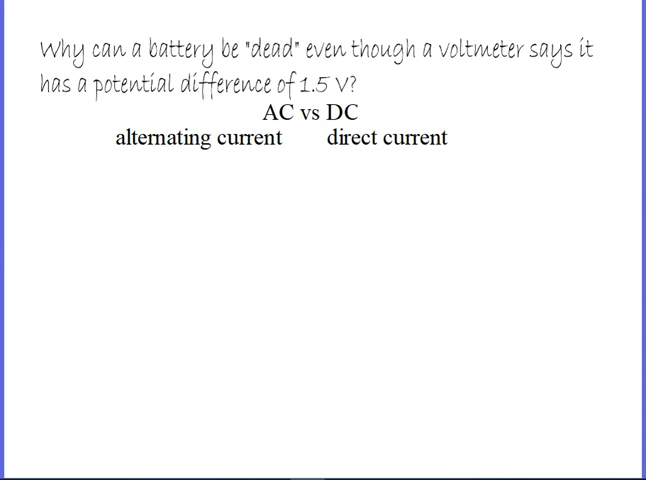 Why can a battery be "dead" even though a voltmeter says it
has a potential difference of 1.5 V?
AC vs DC
alternating current direct current